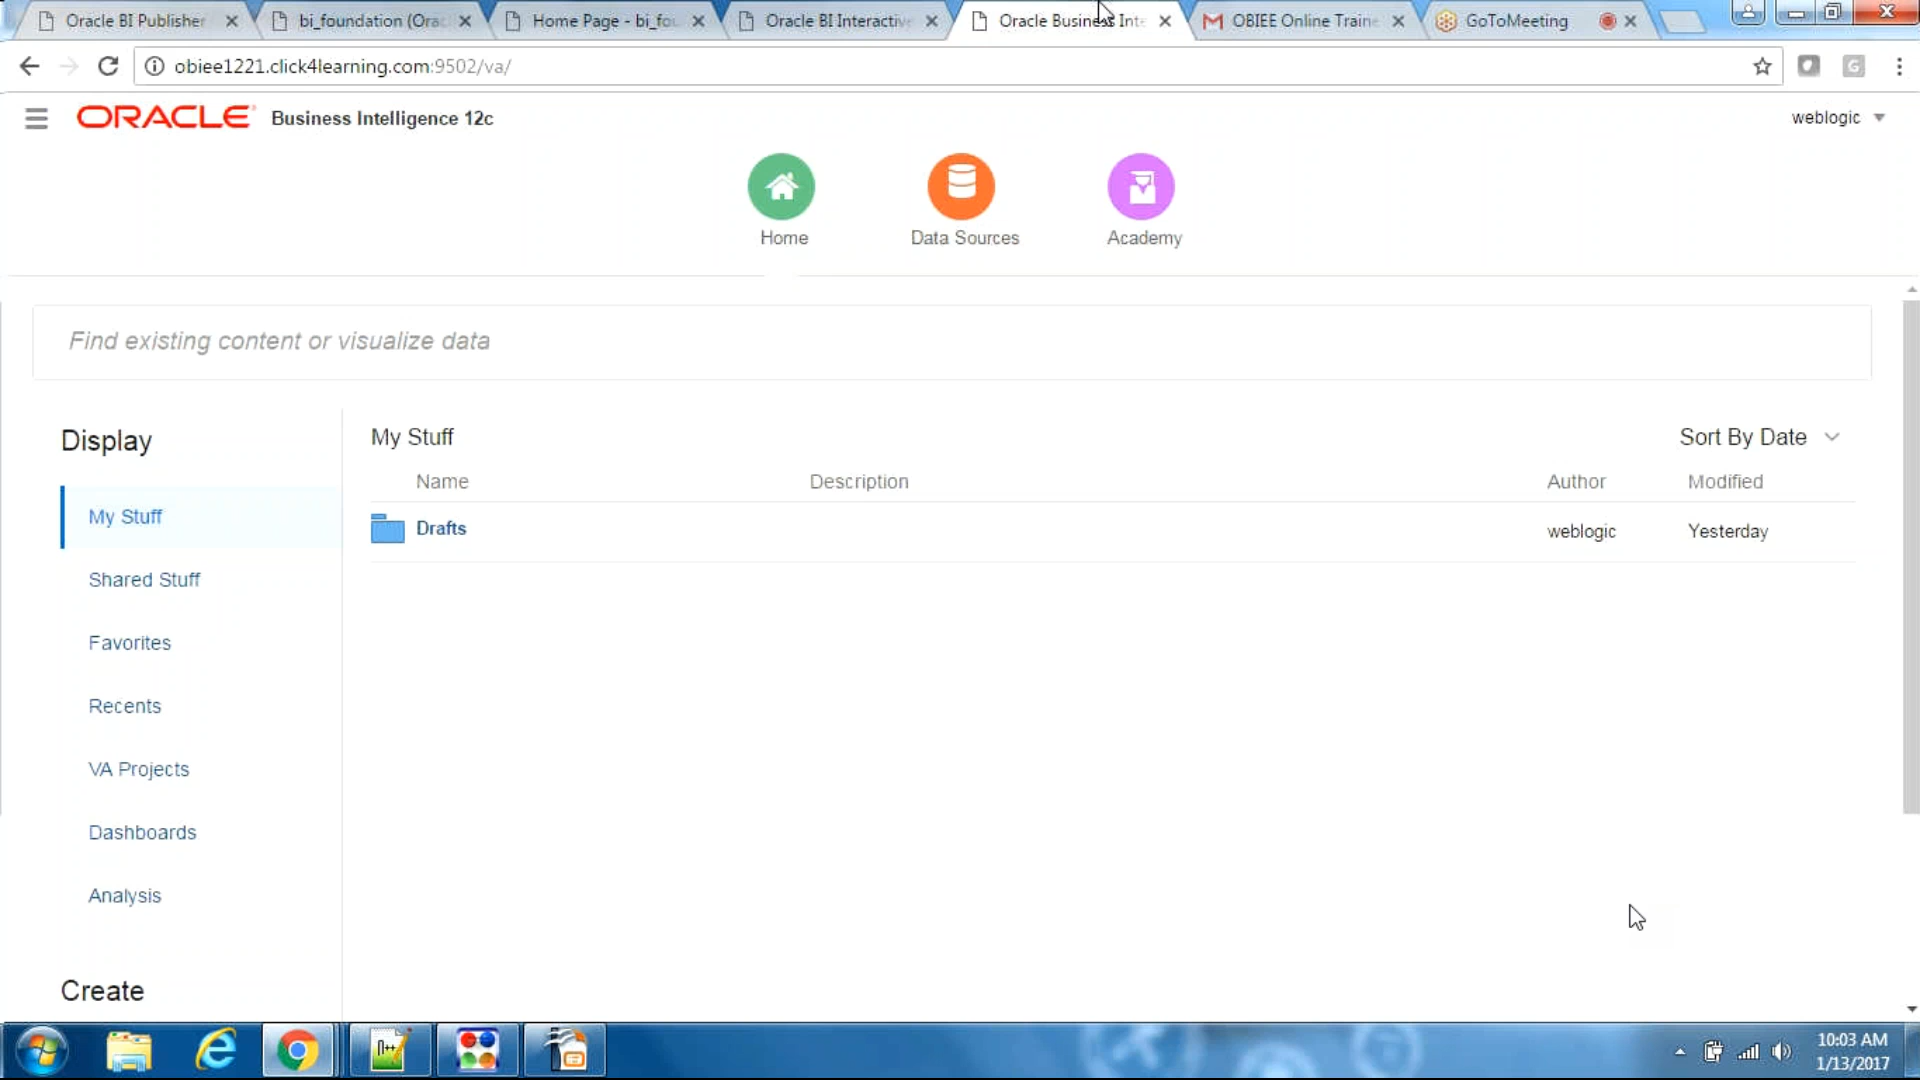 Oracle BI Publisher
bi_foundation (Orac
Home Page - bi_fou
Oracle BI Interactive
Oracle Business Inte
OBIEE Online Traine
GoToMeeting
obiee1221.click4learning.com:9502/va/
G
ORACLE Business Intelligence 12c
weblogic
Home
Data Sources
Academy
Find existing content or visualize data
Display
My Stuff
Shared Stuff
Favorites
Recents
VA Projects
Dashboards
Analysis
Create
My Stuff
Sort By Date
Name Description Author Modified
Drafts weblogic Yesterday
10:03 AM
1/13/2017